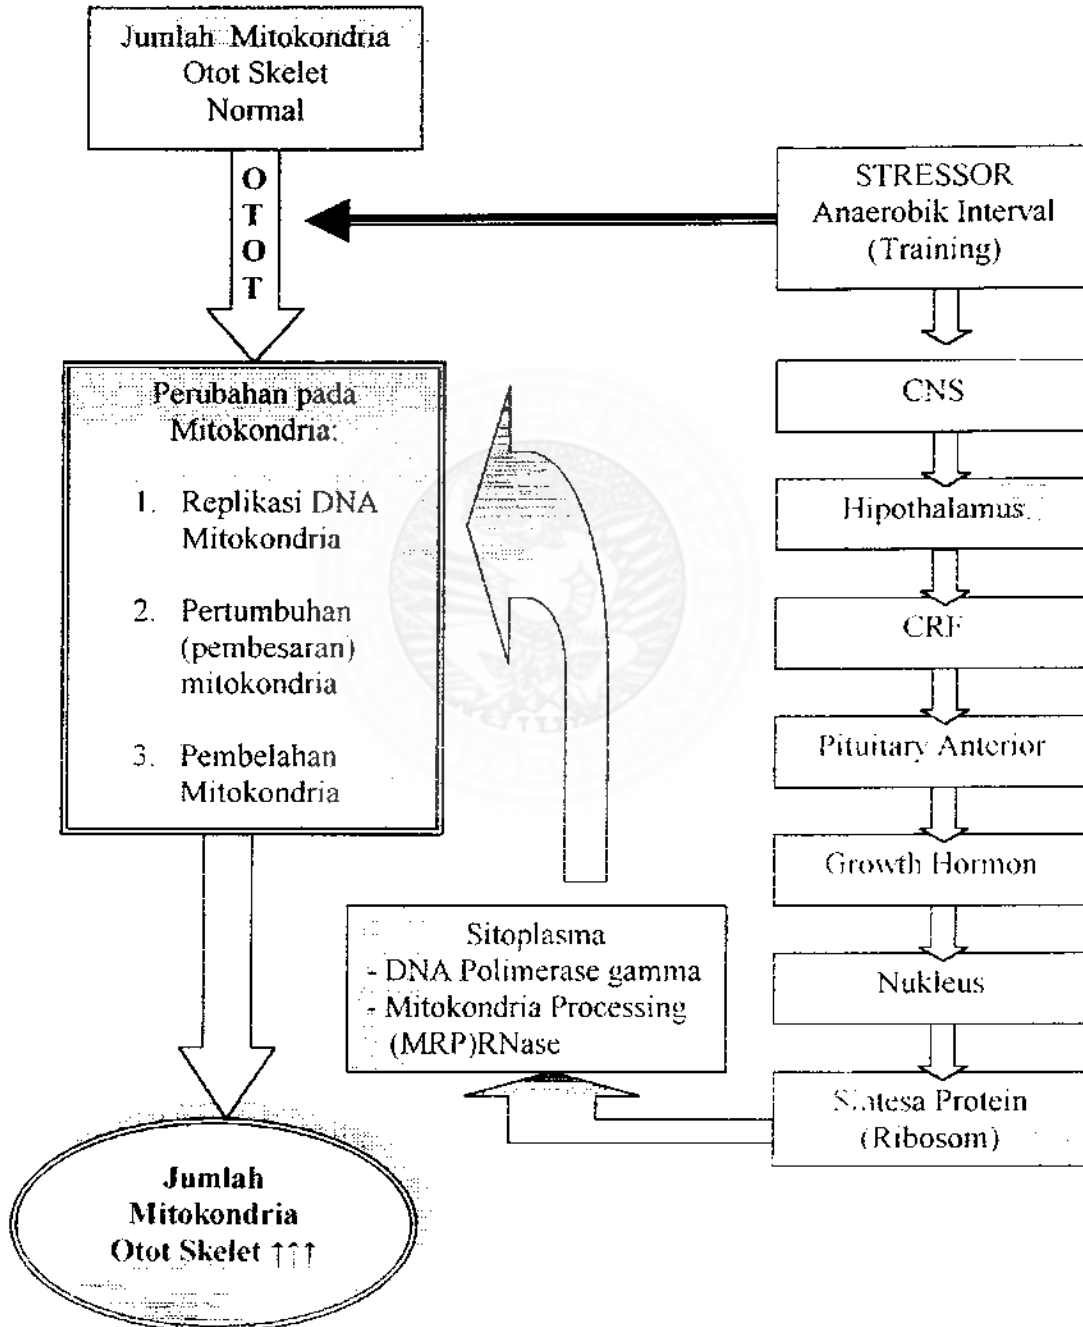 Jumlah Mitokondria
Otot Skelet
Normal
OTOT
STRESSOR
Anaerobik Interval
(Training)
CNS
Hipothalamus
CRF
Pituitary Anterior
Growth Hormon
Nukleus
Sintesa Protein
(Ribosom)
Perubahan pada
Mitokondria:
1. Replikasi DNA
Mitokondria
2. Pertumbuhan
(pembesaran)
mitokondria
3. Pembelahan
Mitokondria
Sitoplasma
- DNA Polimerase gamma
- Mitokondria Processing
(MRP)RNase
Jumlah
Mitokondria
Otot Skelet ↑↑↑